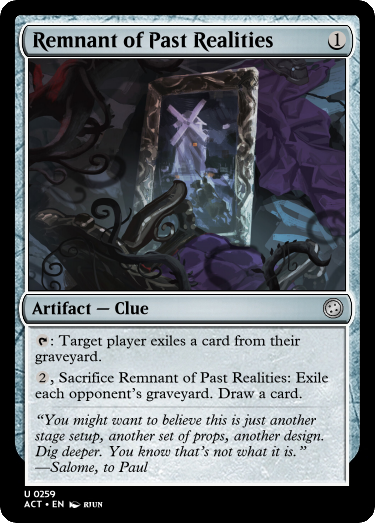 Remnant of Past Realities 1
Artifact — Clue
: Target player exiles a card from their
graveyard.
2, Sacrifice Remnant of Past Realities: Exile
each opponent's graveyard. Draw a card.
“You might want to believe this is just another
stage setup, another set of props, another design.
Dig deeper. You know that's not what it is.”
—Salome, to Paul
U 0259
ACT • EN RJUN